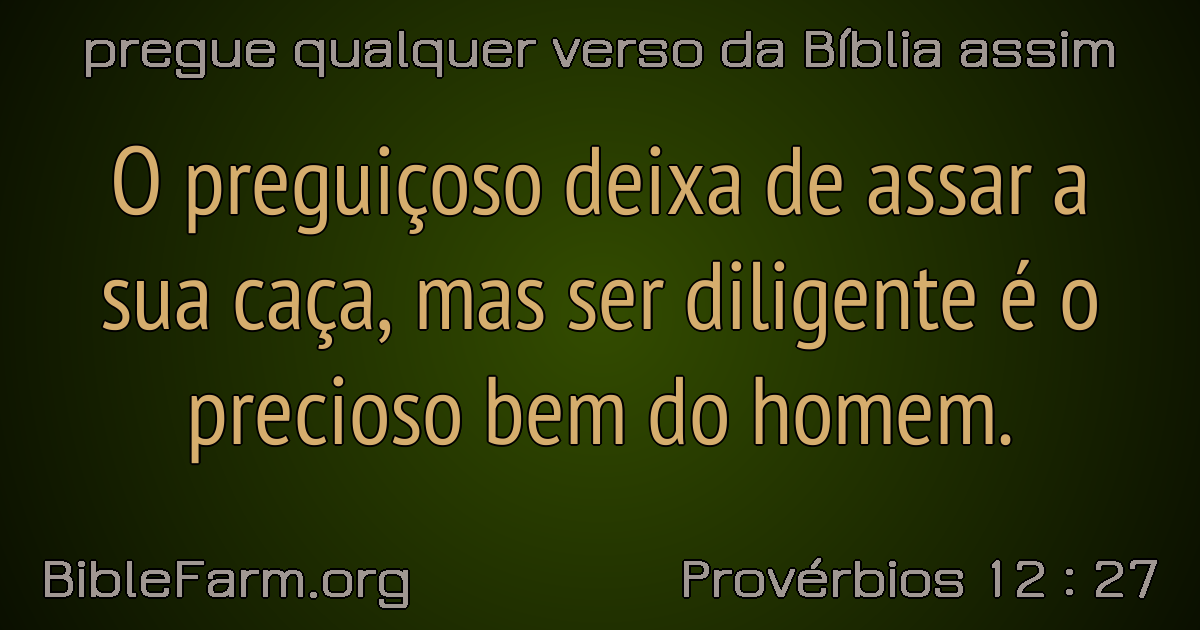 pregue qualquer verso da Bíblia assim
O preguiçoso deixa de assar a
sua caça, mas ser diligente é o
precioso bem do homem.
BibleFarm.org
Provérbios 12 : 27